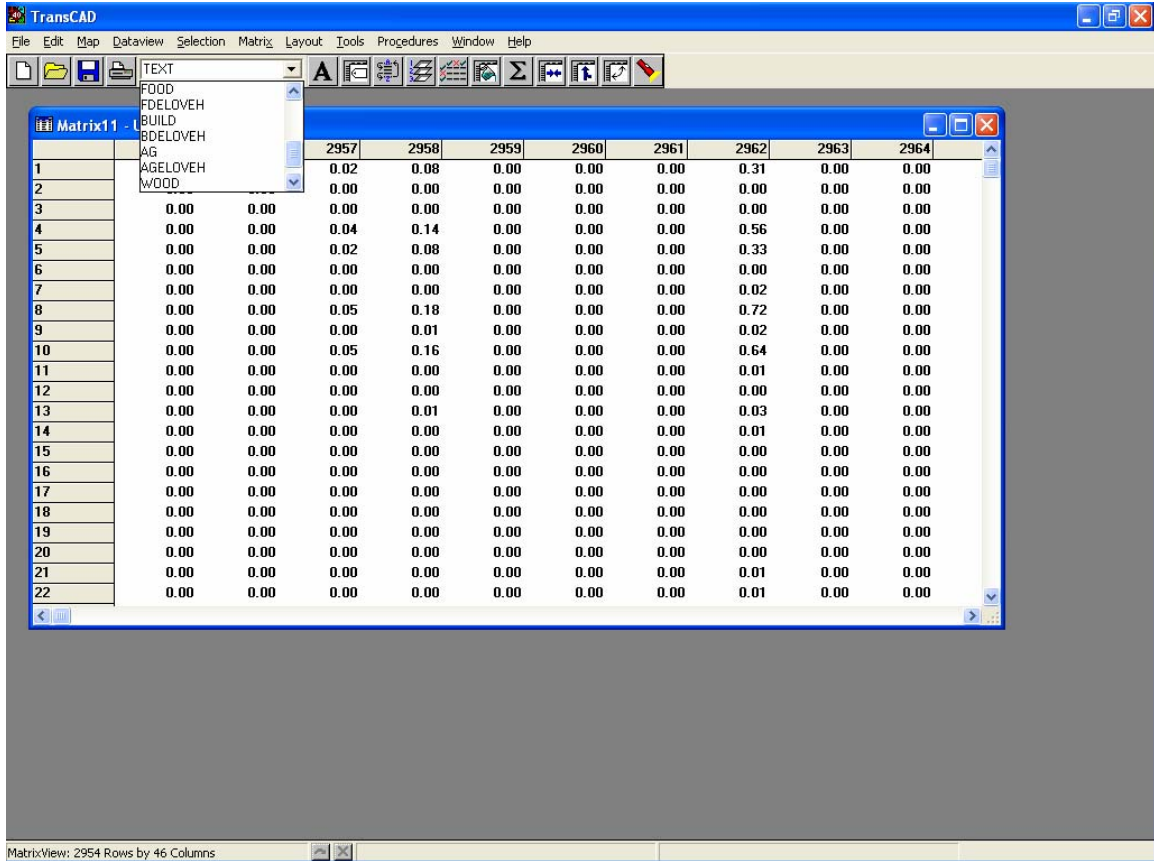 TransCAD
File Edit Map Dataview Selection Matrix Layout Tools Procedures Window Help
TEXT
FOOD
FDELOVEH
BUILD
BDELOVEH
AG
AGELOVEH
WOOD
Matrix11 -
2957 2958 2959 2960 2961 2962 2963 2964
1 0.02 0.08 0.00 0.00 0.00 0.31 0.00 0.00
2 0.00 0.00 0.00 0.00 0.00 0.00 0.00 0.00
3 0.00 0.00 0.00 0.00 0.00 0.00 0.00 0.00 0.00 0.00
4 0.00 0.00 0.04 0.14 0.00 0.00 0.00 0.56 0.00 0.00
5 0.00 0.00 0.02 0.08 0.00 0.00 0.00 0.33 0.00 0.00
6 0.00 0.00 0.00 0.00 0.00 0.00 0.00 0.00 0.00 0.00
7 0.00 0.00 0.00 0.00 0.00 0.00 0.00 0.02 0.00 0.00
8 0.00 0.00 0.05 0.18 0.00 0.00 0.00 0.72 0.00 0.00
9 0.00 0.00 0.00 0.01 0.00 0.00 0.00 0.02 0.00 0.00
10 0.00 0.00 0.05 0.16 0.00 0.00 0.00 0.64 0.00 0.00
11 0.00 0.00 0.00 0.00 0.00 0.00 0.00 0.01 0.00 0.00
12 0.00 0.00 0.00 0.00 0.00 0.00 0.00 0.00 0.00 0.00
13 0.00 0.00 0.00 0.01 0.00 0.00 0.00 0.03 0.00 0.00
14 0.00 0.00 0.00 0.00 0.00 0.00 0.00 0.01 0.00 0.00
15 0.00 0.00 0.00 0.00 0.00 0.00 0.00 0.00 0.00 0.00
16 0.00 0.00 0.00 0.00 0.00 0.00 0.00 0.00 0.00 0.00
17 0.00 0.00 0.00 0.00 0.00 0.00 0.00 0.00 0.00 0.00
18 0.00 0.00 0.00 0.00 0.00 0.00 0.00 0.00 0.00 0.00
19 0.00 0.00 0.00 0.00 0.00 0.00 0.00 0.00 0.00 0.00
20 0.00 0.00 0.00 0.00 0.00 0.00 0.00 0.00 0.00 0.00
21 0.00 0.00 0.00 0.00 0.00 0.00 0.00 0.01 0.00 0.00
22 0.00 0.00 0.00 0.00 0.00 0.00 0.00 0.01 0.00 0.00
MatrixView: 2954 Rows by 46 Columns